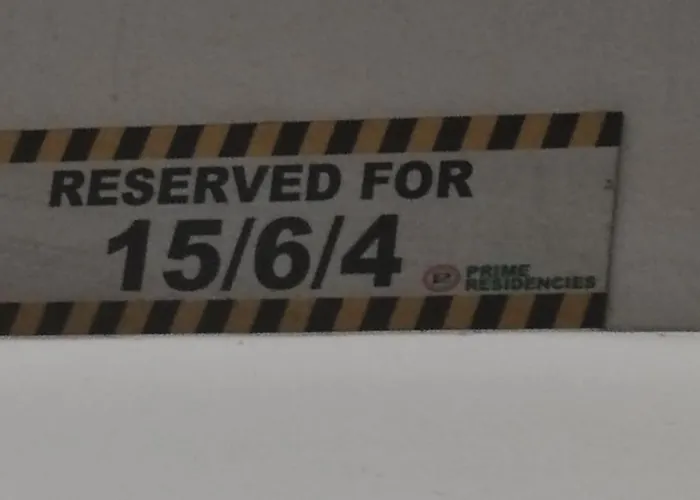 RESERVED FOR
15/6/4
PRIME
RESIDENCIES